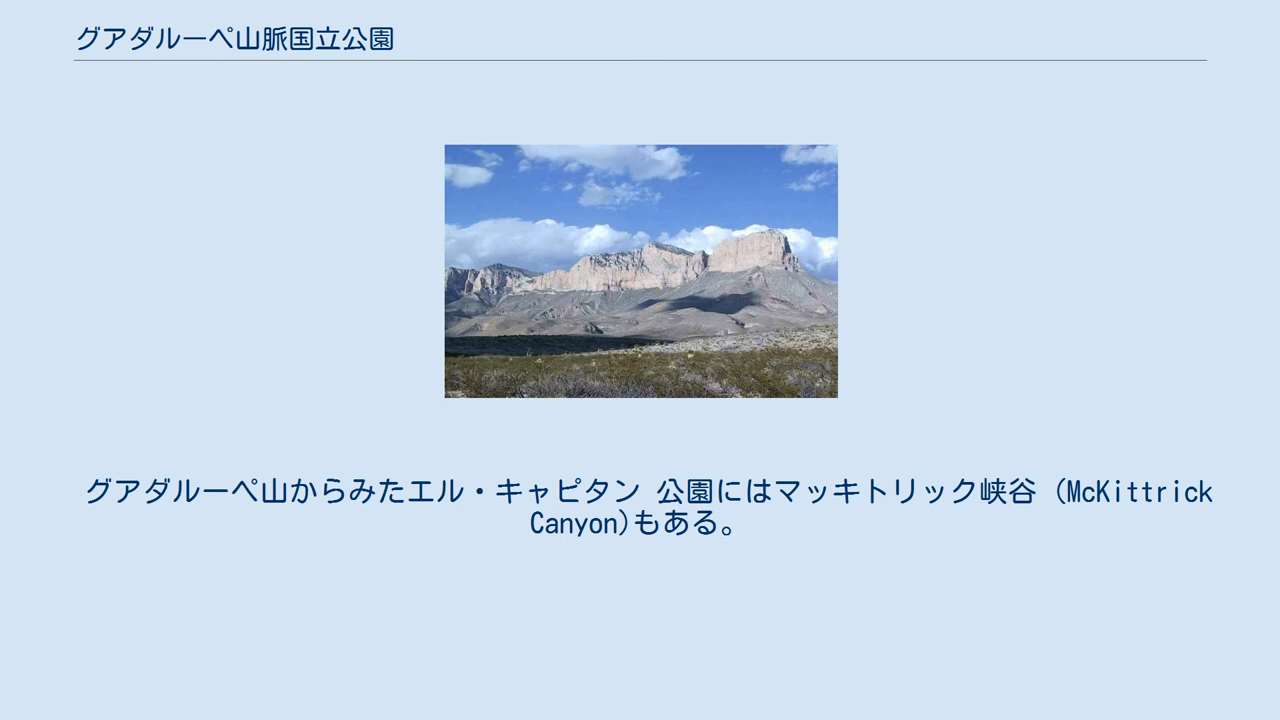 グアダルーペ山脈国立公園
グアダルーペ山からみたエル・キャピタン 公園にはマッキトリック峡谷 (McKittrick
Canyon)もある。